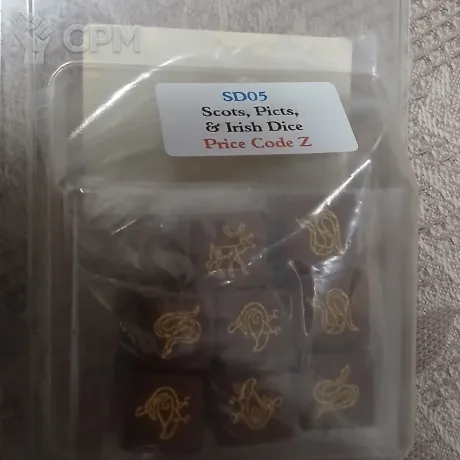 CPM
SD05
Scots, Picts,
& Irish Dice
Price Code Z